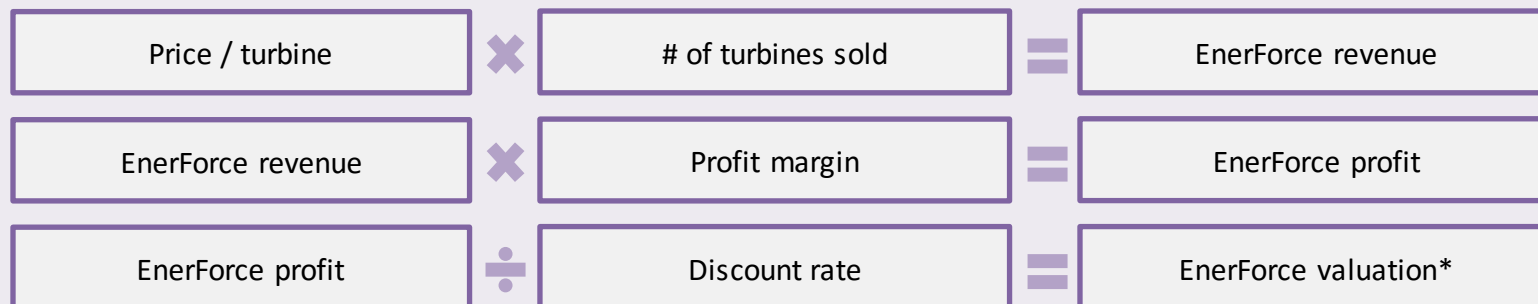 Price / turbine ✖ # of turbines sold = EnerForce revenue
EnerForce revenue ✖ Profit margin = EnerForce profit
EnerForce profit ÷ Discount rate = EnerForce valuation*